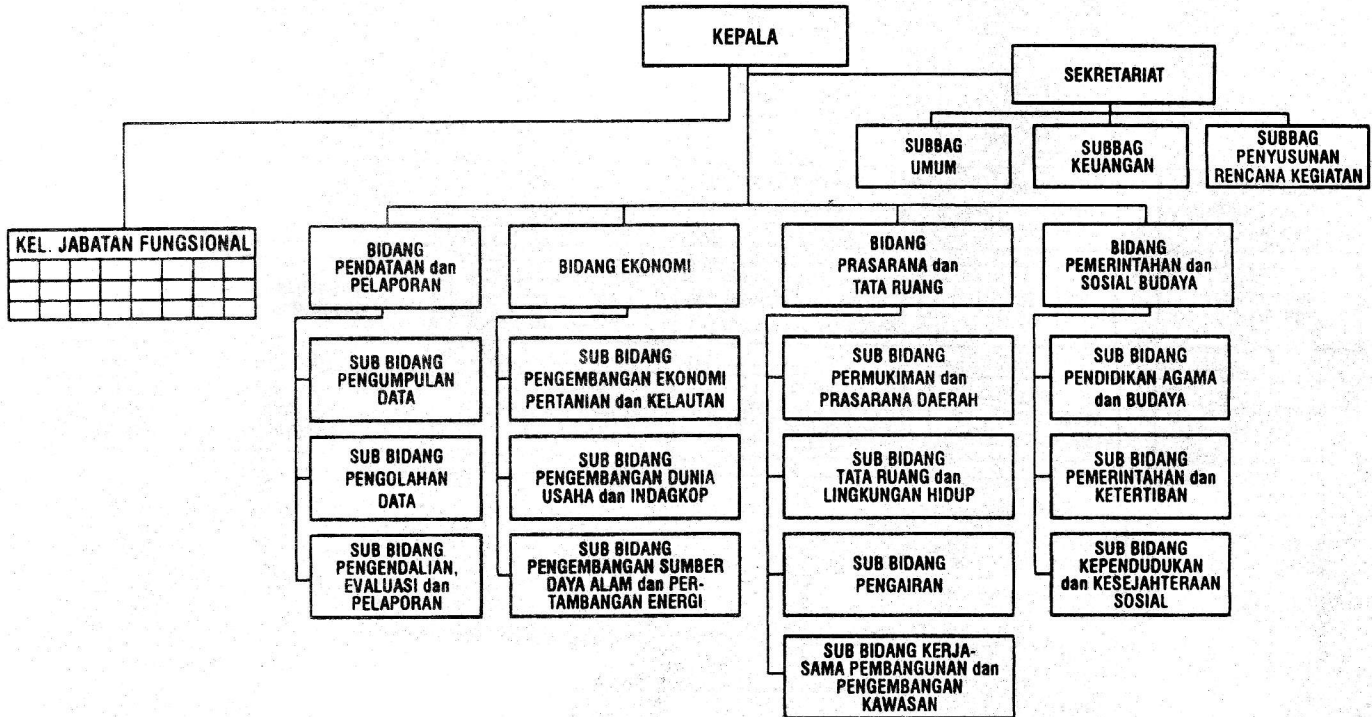 KEPALA
SEKRETARIAT
SUBBAG
UMUM
SUBBAG
KEUANGAN
SUBBAG
PENYUSUNAN
RENCANA KEGIATAN
KEL. JABATAN FUNGSIONAL
BIDANG
PENDATAAN dan
PELAPORAN
BIDANG EKONOMI
BIDANG
PRASARANA dan
TATA RUANG
BIDANG
PEMERINTAHAN dan
SOSIAL BUDAYA
SUB BIDANG
PENGUMPULAN
DATA
SUB BIDANG
PENGOLAHAN
DATA
SUB BIDANG
PENGENDALIAN,
EVALUASI dan
PELAPORAN
SUB BIDANG
PENGEMBANGAN EKONOMI
PERTANIAN dan KELAUTAN
SUB BIDANG
PENGEMBANGAN DUNIA
USAHA dan INDAGKOP
SUB BIDANG
PENGEMBANGAN SUMBER
DAYA ALAM dan PER-
TAMBANGAN ENERGI
SUB BIDANG
PERMUKIMAN dan
PRASARANA DAERAH
SUB BIDANG
TATA RUANG dan
LINGKUNGAN HIDUP
SUB BIDANG
PENGAIRAN
SUB BIDANG KERJA-
SAMA PEMBANGUNAN dan
PENGEMBANGAN
KAWASAN
SUB BIDANG
PENDIDIKAN AGAMA
dan BUDAYA
SUB BIDANG
PEMERINTAHAN dan
KETERTIBAN
SUB BIDANG
KEPENDUDUKAN
dan KESEJAHTERAAN
SOSIAL